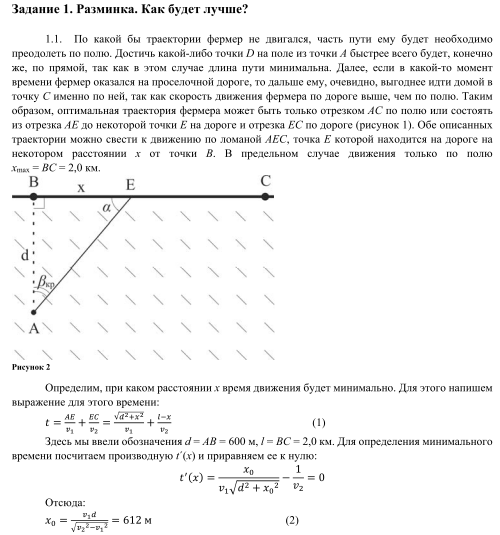 Задание 1. Разминка. Как будет лучше?
1.1. По какой бы траектории фермер не двигался, часть пути ему будет необходимо
преодолеть по полю. Достичь какой-либо точки D на поле из точки A быстрее всего будет, конечно
же, по прямой, так как в этом случае длина пути минимальна. Далее, если в какой-то момент
времени фермер оказался на проселочной дороге, то дальше ему, очевидно, выгоднее идти домой в
точку C именно по ней, так как скорость движения фермера по дороге выше, чем по полю. Таким
образом, оптимальная траектория фермера может быть только отрезком AC по полю или состоять
из отрезка AE до некоторой точки E на дороге и отрезка EC по дороге (рисунок 1). Обе описанных
траектории можно свести к движению по ломаной AEC, точка E которой находится на дороге на
некотором расстоянии x от точки B. В предельном случае движения только по полю
xmax = BC = 2,0 км.
B x E C
α
d
βкр
A
Рисунок 2
Определим, при каком расстоянии x время движения будет минимально. Для этого напишем
выражение для этого времени:
t = AE/v₁ + EC/v₂ = √(d²+x²)/v₁ + (l−x)/v₂ (1)
Здесь мы ввели обозначения d = AB = 600 м, l = BC = 2,0 км. Для определения минимального
времени посчитаем производную t′(x) и приравняем ее к нулю:
t′(x) = x₀/(v₁√(d² + x₀²)) − 1/v₂ = 0
Отсюда:
x₀ = v₁d/√(v₂²−v₁²) = 612 м (2)